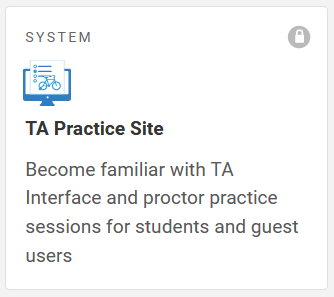 SYSTEM
TA Practice Site
Become familiar with TA
Interface and proctor practice
sessions for students and guest
users